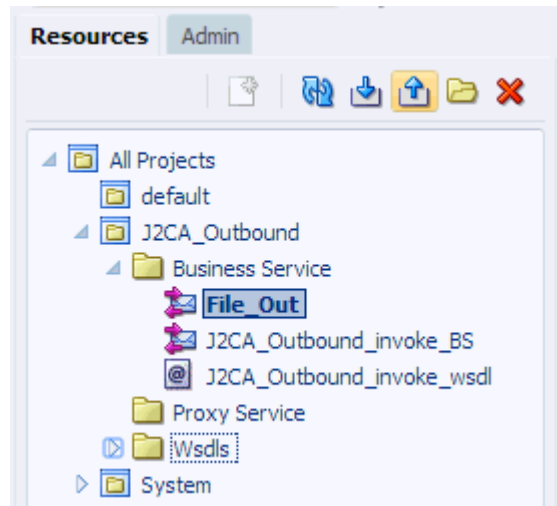 Resources Admin
All Projects
default
J2CA_Outbound
Business Service
File_Out
J2CA_Outbound_invoke_BS
J2CA_Outbound_invoke_wsdl
Proxy Service
Wsdls
System